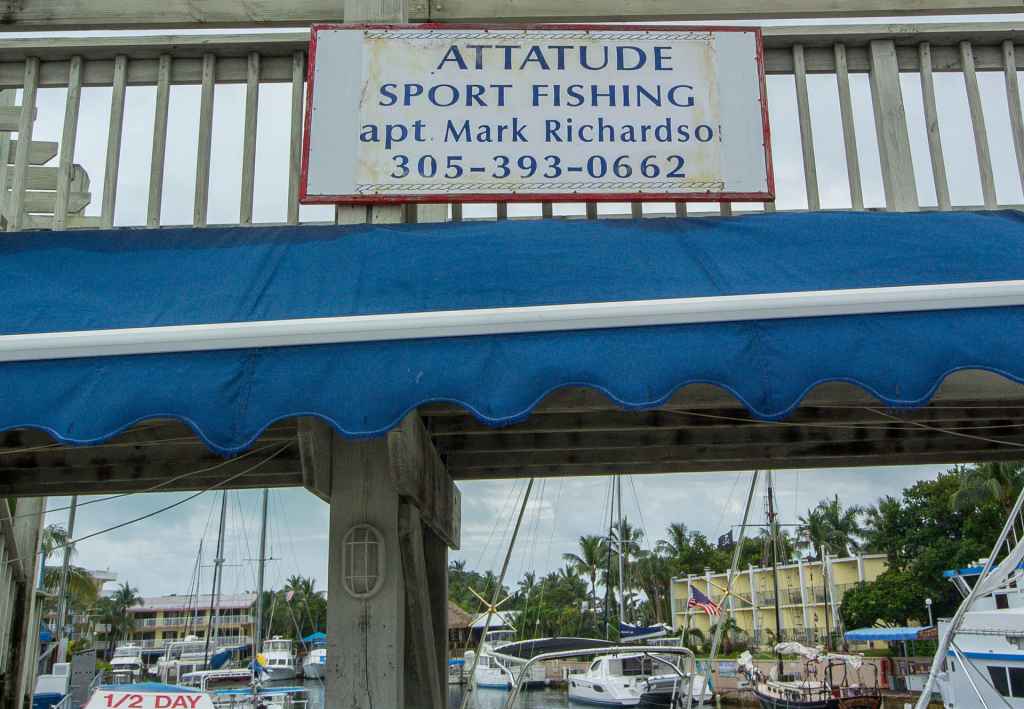 ATTATUDE
SPORT FISHING
apt. Mark Richardso
305-393-0662
1/2 DAY